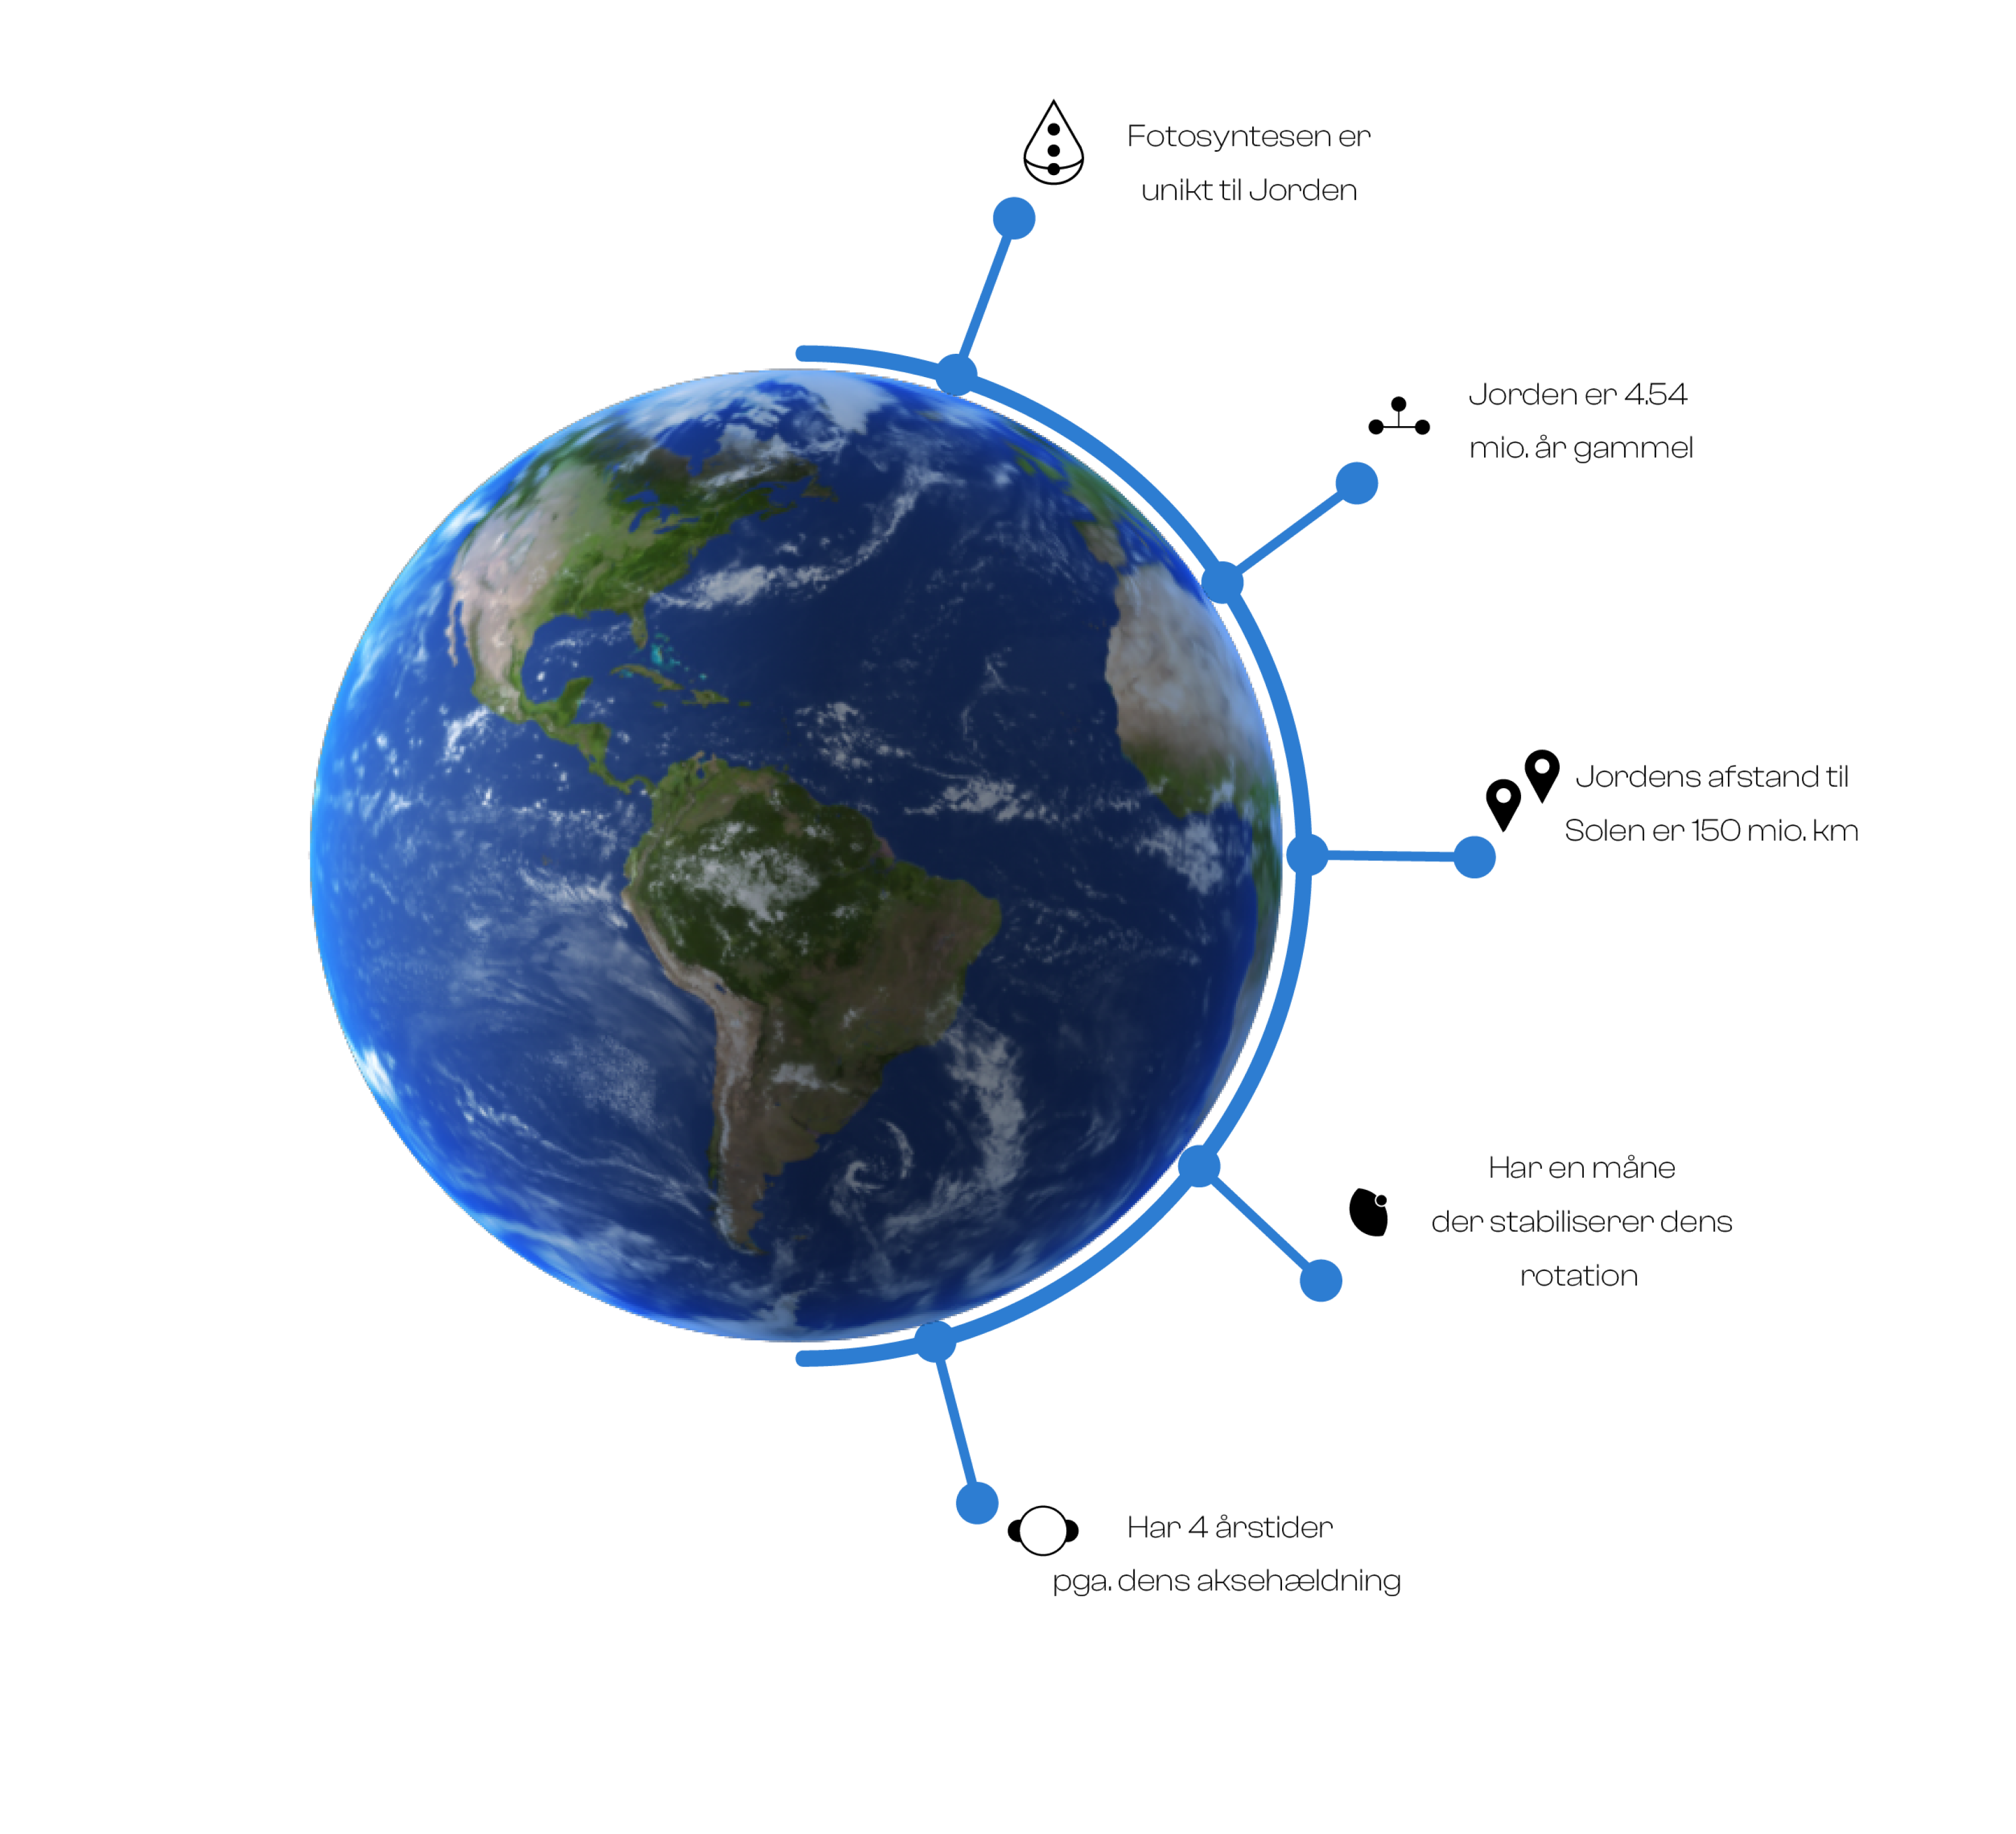 Fotosyntesen er
unikt til Jorden
Jorden er 4.54
mio. år gammel
Jordens afstand til
Solen er 150 mio. km
Har en måne
der stabiliserer dens
rotation
Har 4 årstider
pga. dens aksehældning